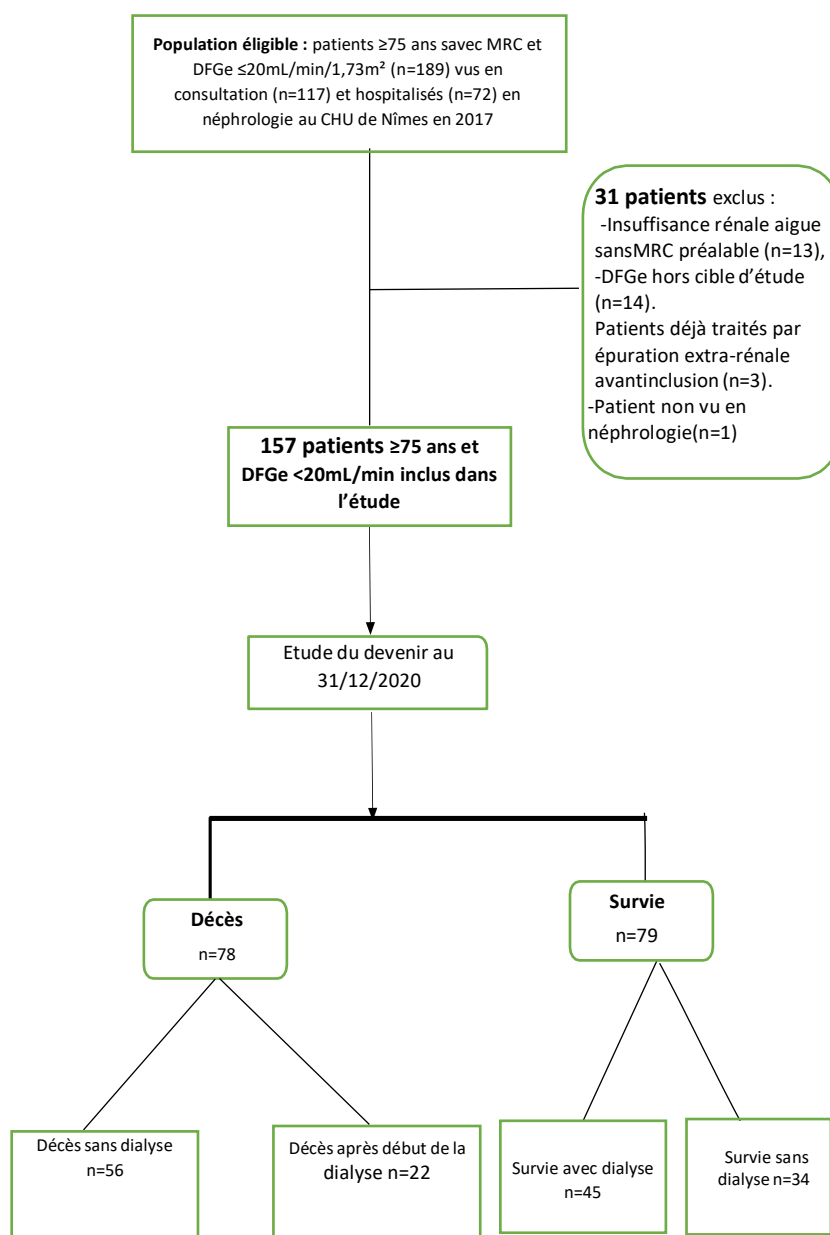 Population éligible : patients ≥75 ans savec MRC et
DFGe ≤20mL/min/1,73m² (n=189) vus en
consultation (n=117) et hospitalisés (n=72) en
néphrologie au CHU de Nîmes en 2017
31 patients exclus :
-Insuffisance rénale aigue
sansMRC préalable (n=13),
-DFGe hors cible d’étude
(n=14).
Patients déjà traités par
épuration extra-rénale
avantinclusion (n=3).
-Patient non vu en
néphrologie(n=1)
157 patients ≥75 ans et
DFGe <20mL/min inclus dans
l’étude
Etude du devenir au
31/12/2020
Décès
n=78
Survie
n=79
Décès sans dialyse
n=56
Décès après début de la
dialyse n=22
Survie avec dialyse
n=45
Survie sans
dialyse n=34